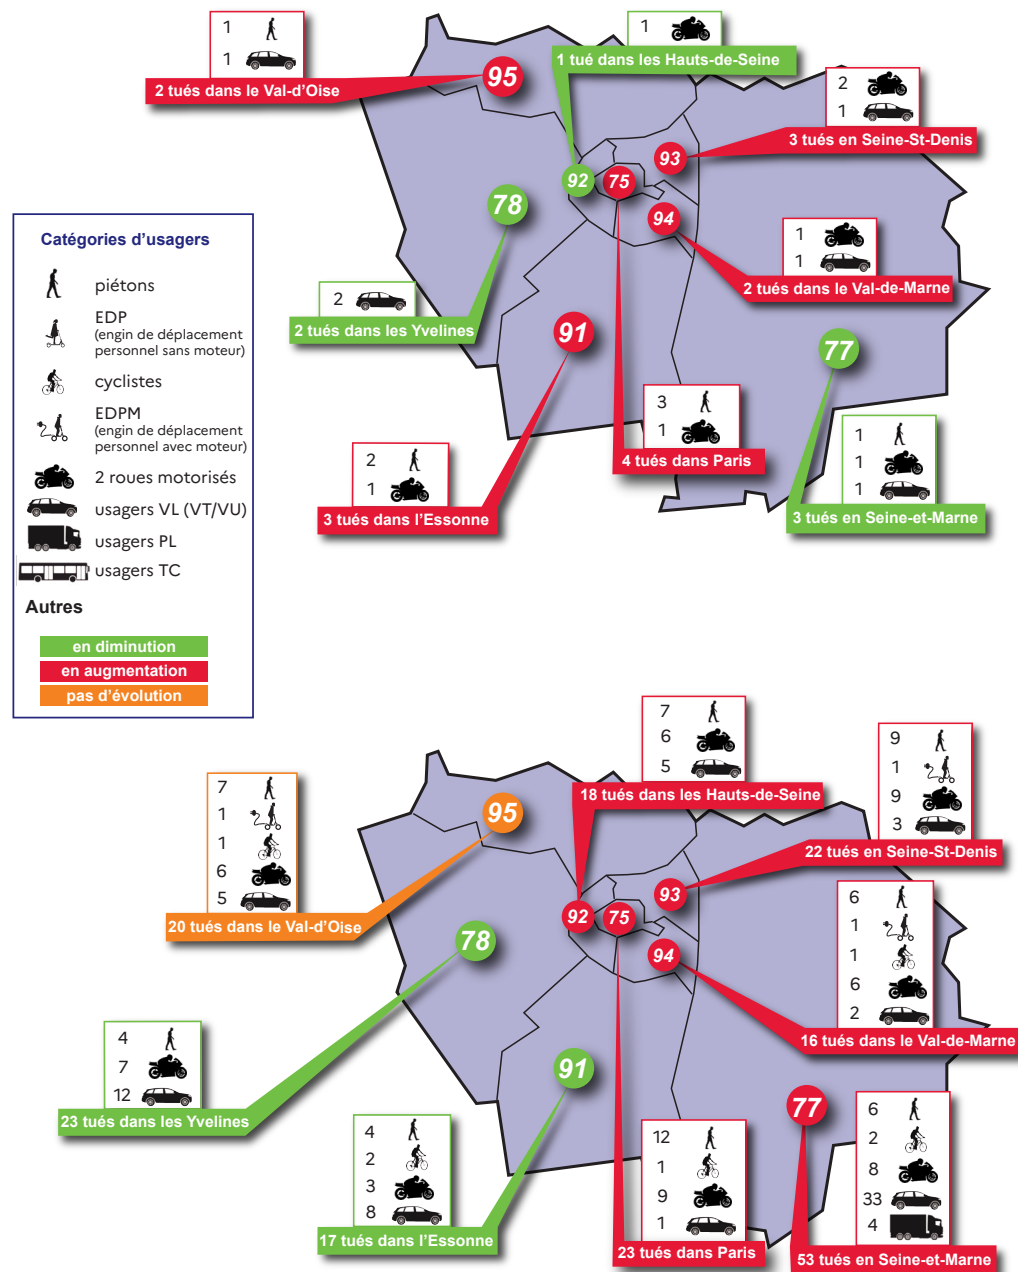 1
1
2 tués dans le Val-d'Oise
95
1
1 tué dans les Hauts-de-Seine
2
1
3 tués en Seine-St-Denis
93
92
75
94
78
1
1
2 tués dans le Val-de-Marne
2
2 tués dans les Yvelines
91
77
3
1
4 tués dans Paris
2
1
3 tués dans l'Essonne
1
1
1
3 tués en Seine-et-Marne
Catégories d'usagers
piétons
EDP
(engin de déplacement
personnel sans moteur)
cyclistes
EDPM
(engin de déplacement
personnel avec moteur)
2 roues motorisés
usagers VL (VT/VU)
usagers PL
usagers TC
Autres
en diminution
en augmentation
pas d'évolution
7
6
5
18 tués dans les Hauts-de-Seine
9
1
9
3
22 tués en Seine-St-Denis
7
1
1
6
5
20 tués dans le Val-d'Oise
95
93
92
75
94
78
6
1
1
6
2
16 tués dans le Val-de-Marne
4
7
12
23 tués dans les Yvelines
91
77
4
2
3
8
17 tués dans l'Essonne
12
1
9
1
23 tués dans Paris
6
2
8
33
4
53 tués en Seine-et-Marne